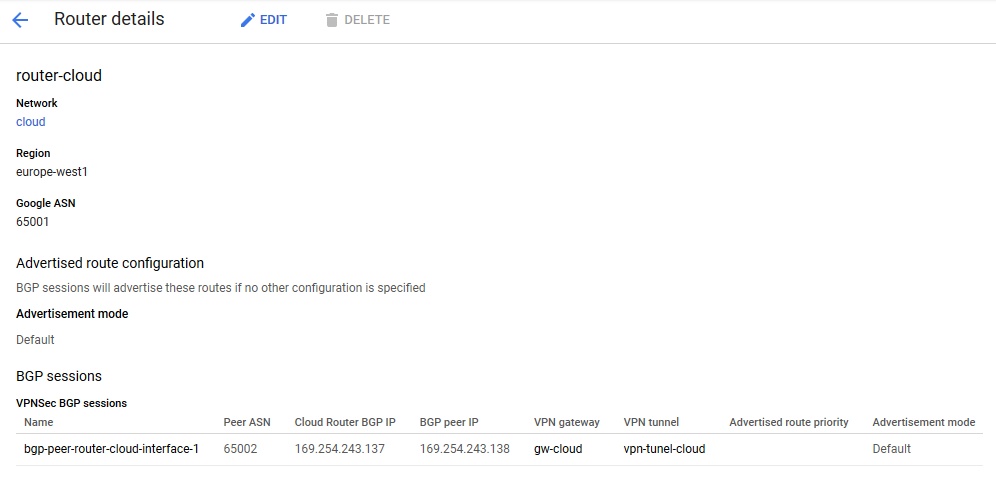 Router details EDIT DELETE
router-cloud
Network
cloud
Region
europe-west1
Google ASN
65001
Advertised route configuration
BGP sessions will advertise these routes if no other configuration is specified
Advertisement mode
Default
BGP sessions
VPNSec BGP sessions
Name Peer ASN Cloud Router BGP IP BGP peer IP VPN gateway VPN tunnel Advertised route priority Advertisement mode
bgp-peer-router-cloud-interface-1 65002 169.254.243.137 169.254.243.138 gw-cloud vpn-tunel-cloud Default